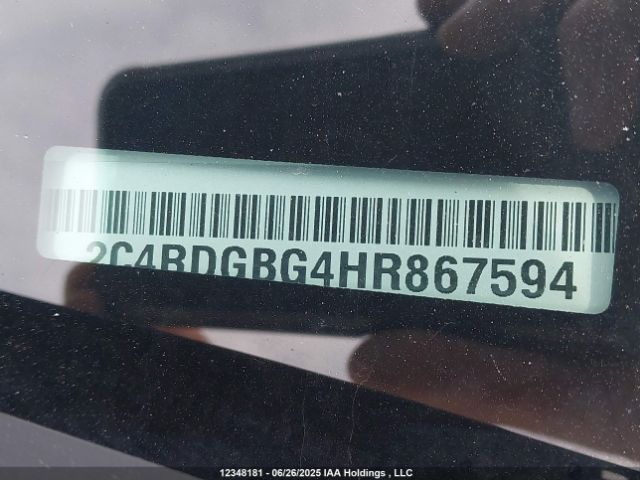 2C4RDGBG4HR867594
12348181 - 06/26/2025 IAA Holdings , LLC